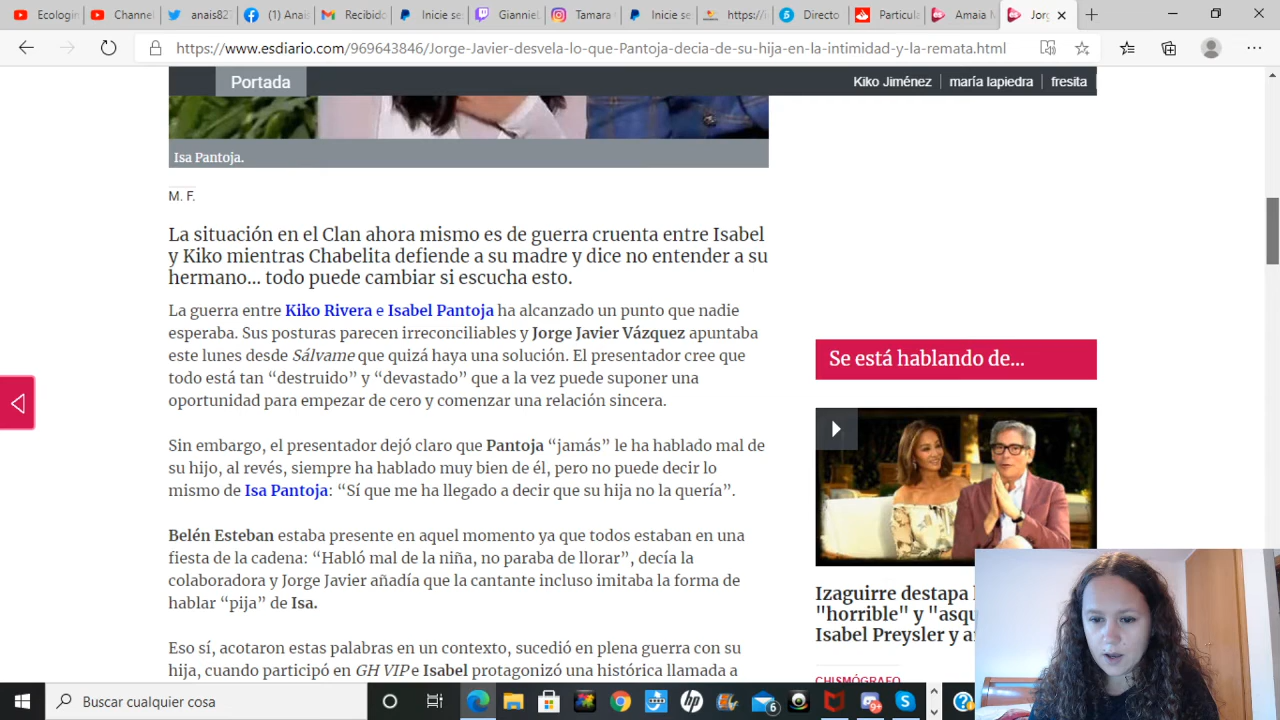 Ecologin
Channel
Twitter da
(1) Anais
Recibido
Inicie se
Inicie se
Giannel
Tamara
https://
Directo
Particula
Amaia M
Jorg
https://www.esdiario.com/969643846/Jorge-Javier-desvela-lo-que-Pantoja-decia-de-su-hija-en-la-intimidad-y-la-remata.html
Portada
Kiko Jiménez
maría lapiedra
fresita
Isa Pantoja.
M. F.
La situación en el Clan ahora mismo es de guerra cruenta entre Isabel
y Kiko mientras Chabelita defiende a su madre y dice no entender a su
hermano... todo puede cambiar si escucha esto.
La guerra entre Kiko Rivera e Isabel Pantoja ha alcanzado un punto que nadie
esperaba. Sus posturas parecen irreconciliables y Jorge Javier Vázquez apuntaba
este lunes desde Sálvame que quizá haya una solución. El presentador cree que
todo está tan “destruido” y “devastado” que a la vez puede suponer una
oportunidad para empezar de cero y comenzar una relación sincera.
Sin embargo, el presentador dejó claro que Pantoja “jamás” le ha hablado mal de
su hijo, al revés, siempre ha hablado muy bien de él, pero no puede decir lo
mismo de Isa Pantoja: “Sí que me ha llegado a decir que su hija no la quería”.
Belén Esteban estaba presente en aquel momento ya que todos estaban en una
fiesta de la cadena: “Habló mal de la niña, no paraba de llorar”, decía la
colaboradora y Jorge Javier añadía que la cantante incluso imitaba la forma de
hablar “pija” de Isa.
Eso sí, acotaron estas palabras en un contexto, sucedió en plena guerra con su
hija, cuando participó en GH VIP e Isabel protagonizó una histórica llamada a
Se está hablando de...
Izaguirre destapa
"horrible" y "asq
Isabel Preysler y a
CHISMÓGRAFO
Buscar cualquier cosa
6
9+